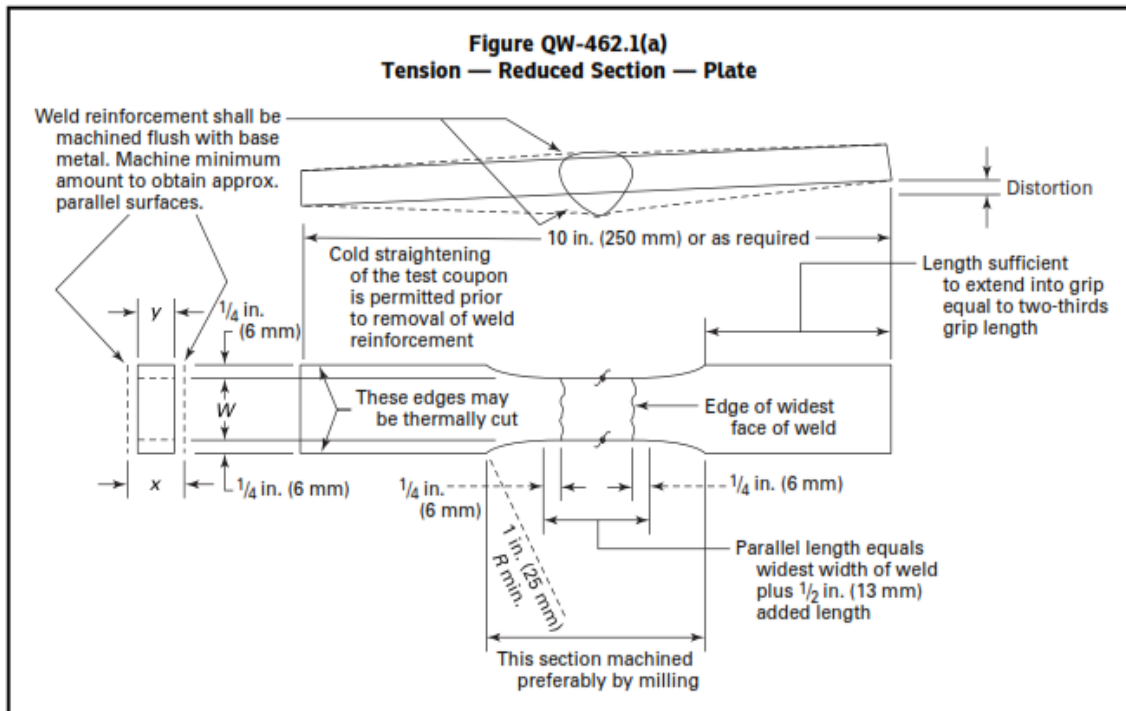 Figure QW-462.1(a)
Tension — Reduced Section — Plate
Weld reinforcement shall be
machined flush with base
metal. Machine minimum
amount to obtain approx.
parallel surfaces.
Distortion
10 in. (250 mm) or as required
Cold straightening
of the test coupon
is permitted prior
to removal of weld
reinforcement
Length sufficient
to extend into grip
equal to two-thirds
grip length
y
1/4 in.
(6 mm)
These edges may
be thermally cut
W
Edge of widest
face of weld
x
1/4 in. (6 mm)
1/4 in.
(6 mm)
1/4 in. (6 mm)
1 in. (25 mm)
R min.
Parallel length equals
widest width of weld
plus 1/2 in. (13 mm)
added length
This section machined
preferably by milling